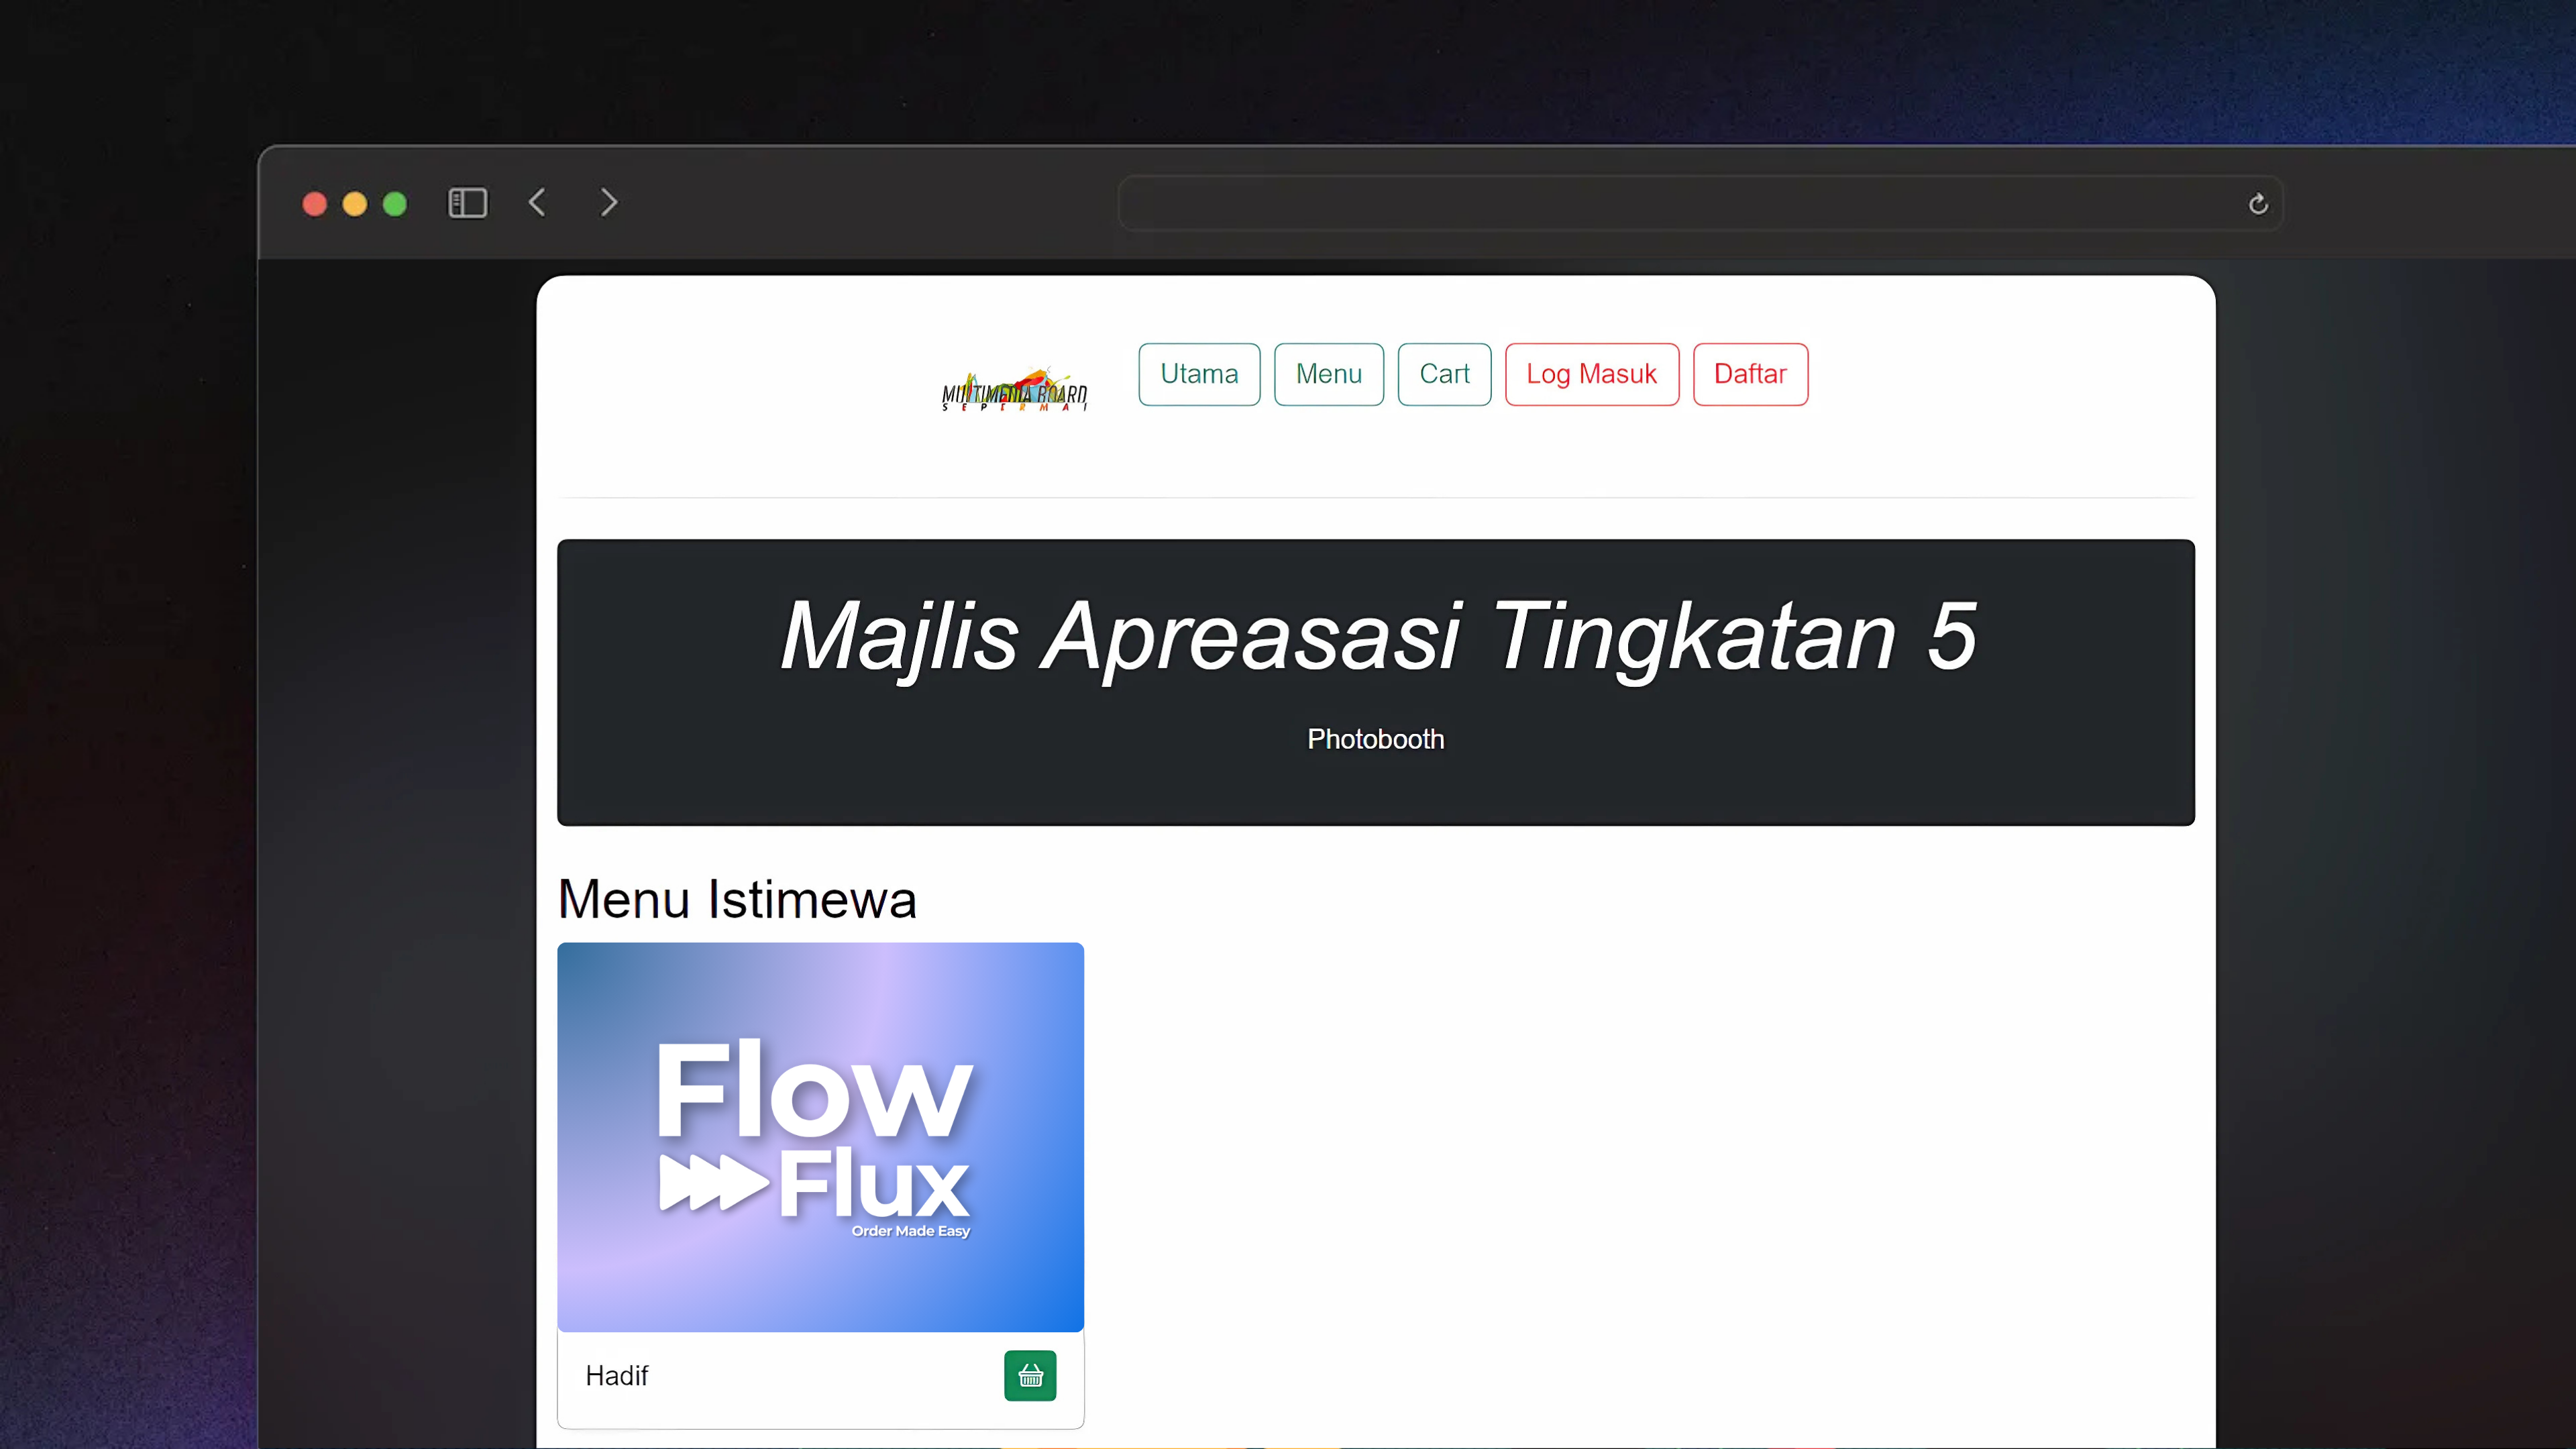 MULTIMEDIA BOARD
SEPERMAI
Utama
Menu
Cart
Log Masuk
Daftar
Majlis Apreasasi Tingkatan 5
Photobooth
Menu Istimewa
Flow
Flux
Order Made Easy
Hadif